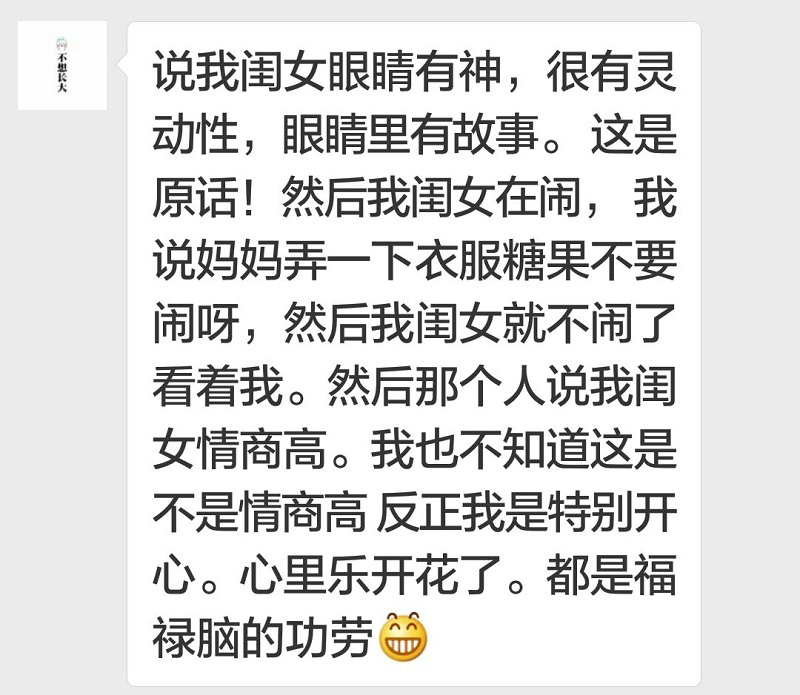 不想长大
说我闺女眼睛有神，很有灵
动性，眼睛里有故事。这是
原话！然后我闺女在闹，我
说妈妈弄一下衣服糖果不要
闹呀，然后我闺女就不闹了
看着我。然后那个人说我闺
女情商高。我也不知道这是
不是情商高 反正我是特别开
心。心里乐开花了。都是福
禄脑的功劳😁